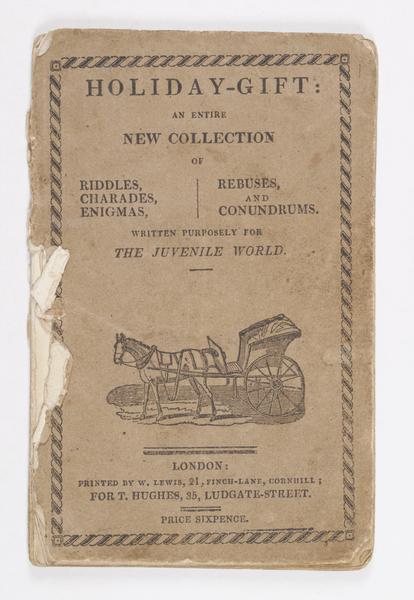 HOLIDAY-GIFT:
AN ENTIRE
NEW COLLECTION
OF
RIDDLES,
CHARADES,
ENIGMAS,
REBUSES,
AND
CONUNDRUMS.
WRITTEN PURPOSELY FOR
THE JUVENILE WORLD.
LONDON:
PRINTED BY W. LEWIS, 21, FINCH-LANE, CORNHILL;
FOR T. HUGHES, 35, LUDGATE-STREET.
PRICE SIXPENCE.